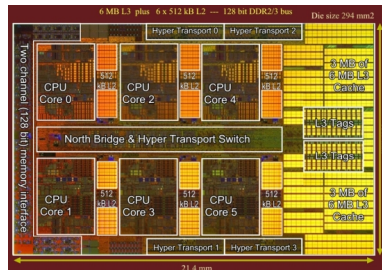 6 MB L3 plus 6 x 512 kB L2 --- 128 bit DDR2/3 bus
Die size 294 mm2
Hyper Transport 0
Hyper Transport 2
Two channel (128 bit) memory interface
CPU
Core 0
512
kB L2
CPU
Core 2
512
kB L2
CPU
Core 4
512
kB L2
3 MB of
6 MB L3
Cache
L3 Tags
North Bridge & Hyper Transport Switch
L3 Tags
CPU
Core 1
512
kB L2
CPU
Core 3
512
kB L2
CPU
Core 5
512
kB L2
3 MB of
6 MB L3
Cache
Hyper Transport 1
Hyper Transport 3
21.4 mm